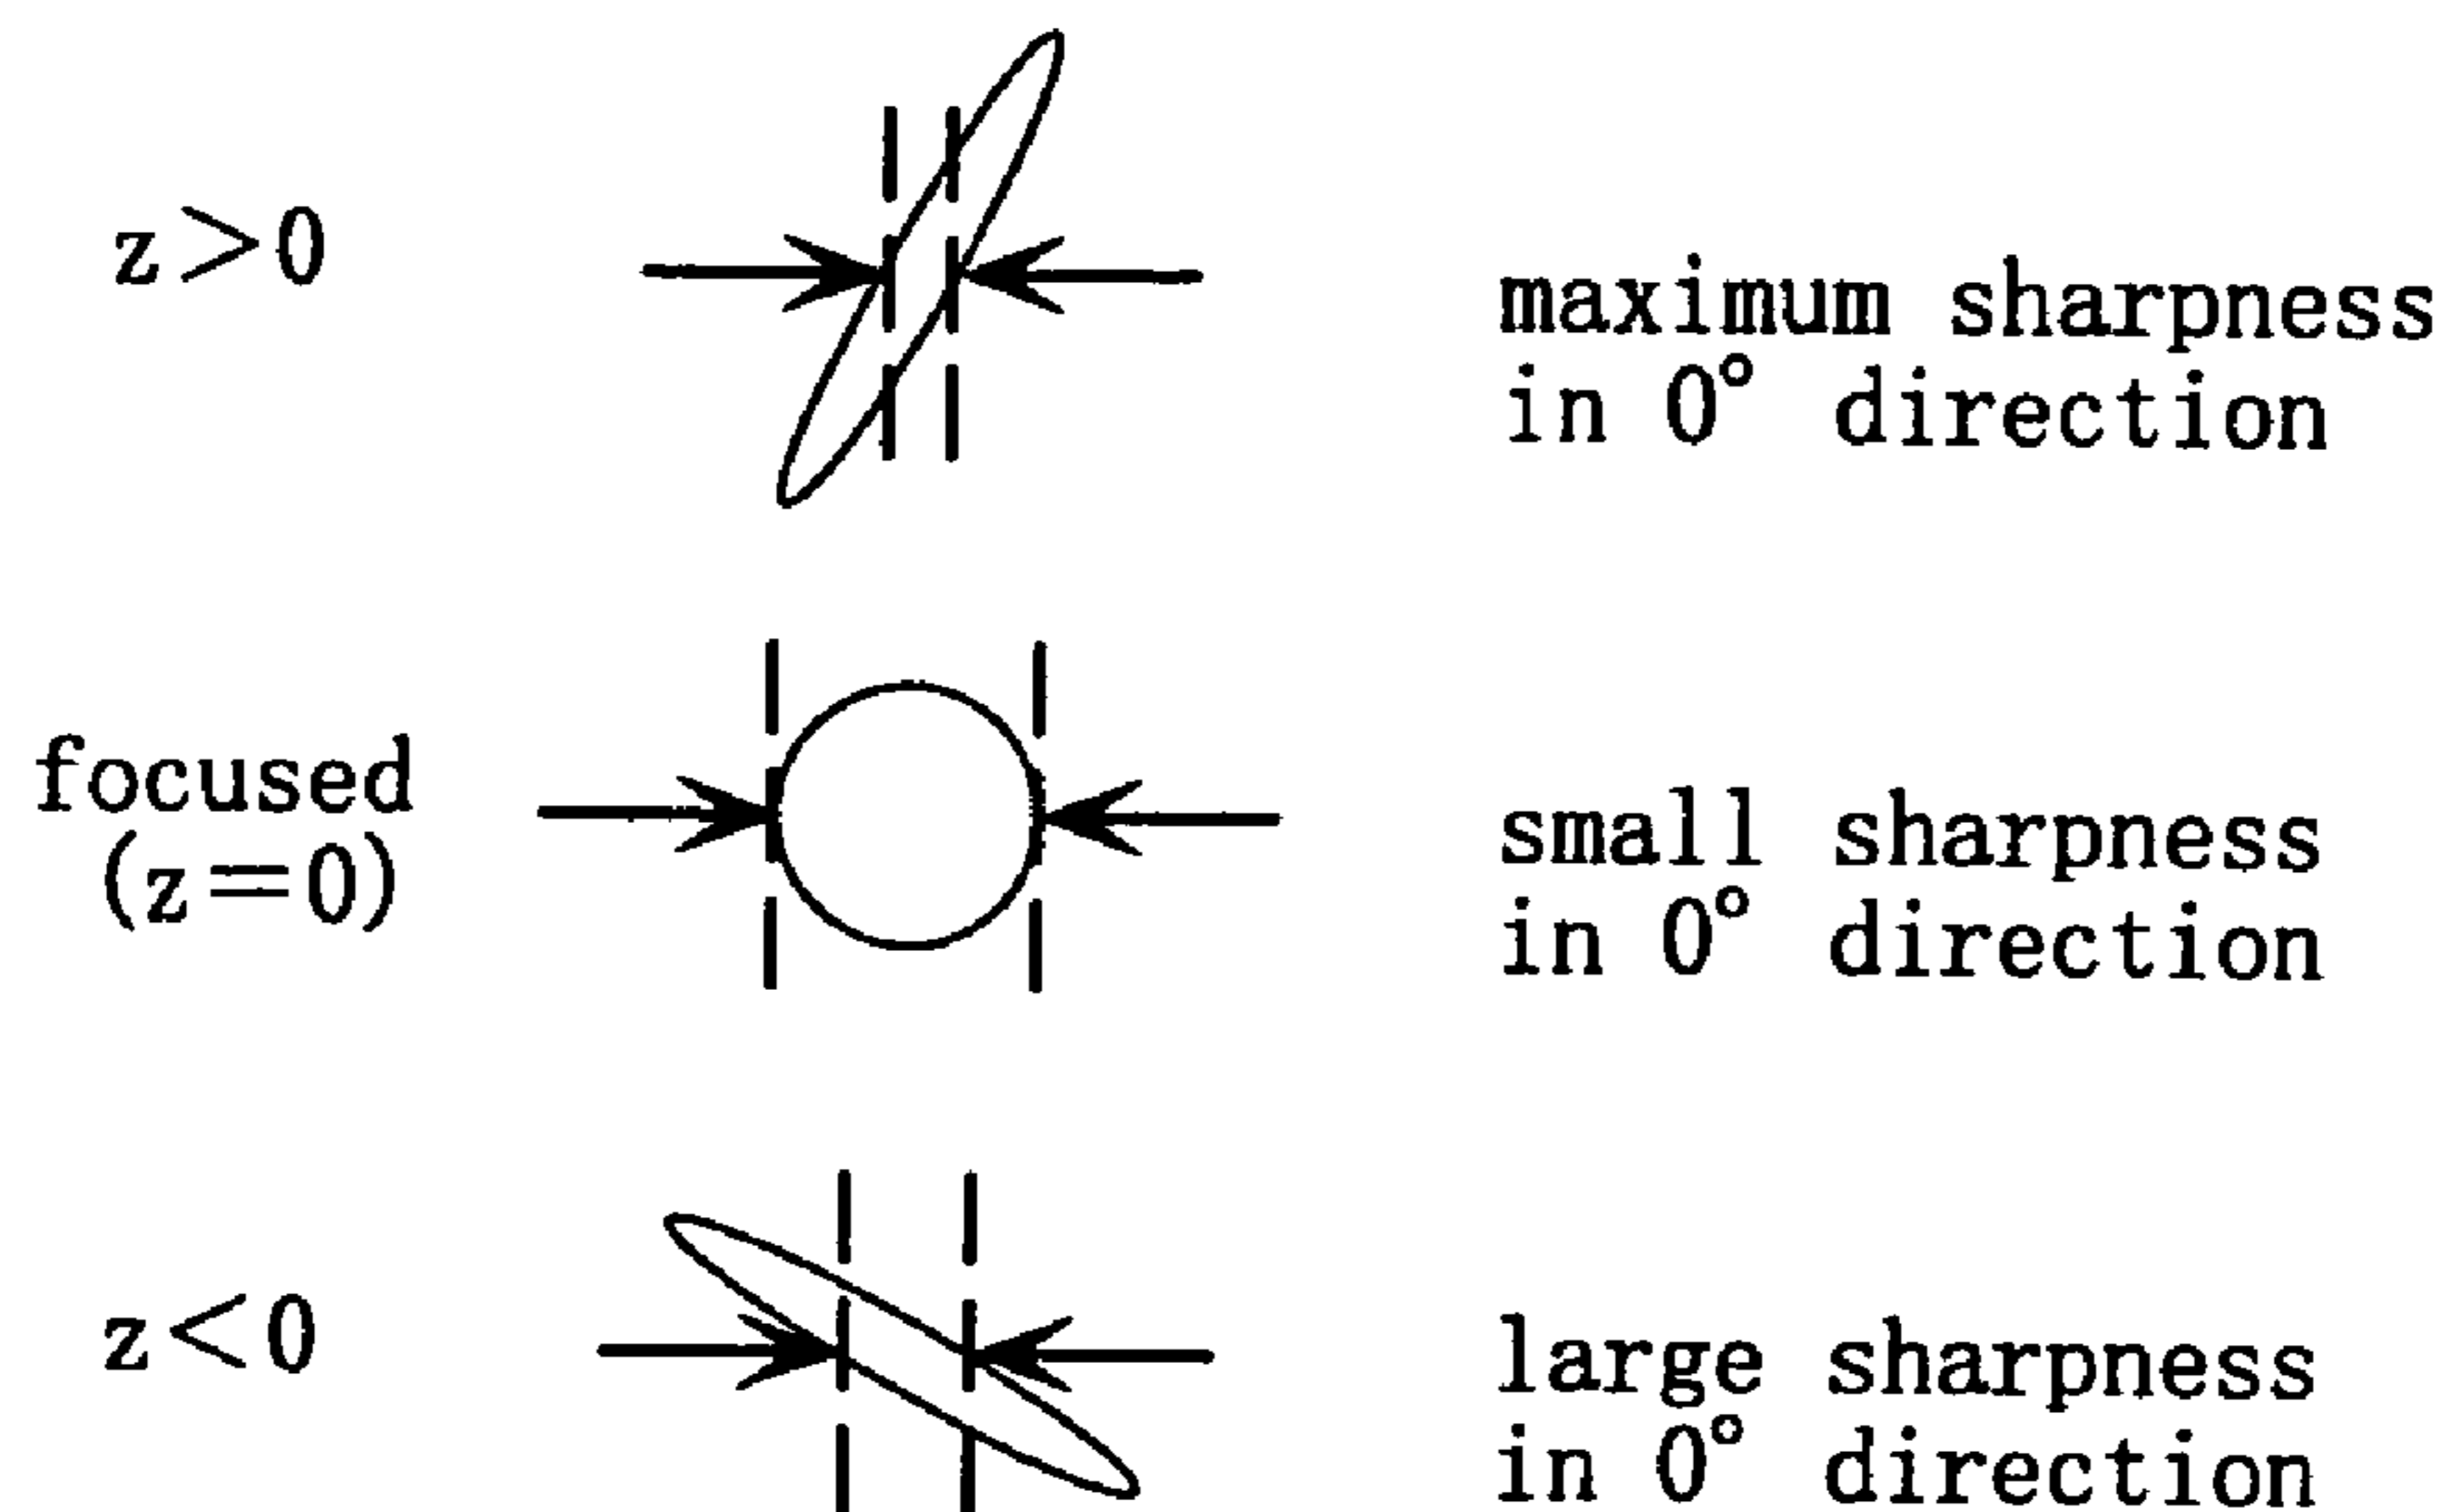 z>0
maximum sharpness
in 0° direction
focused
(z=0)
small sharpness
in 0° direction
z<0
large sharpness
in 0° direction